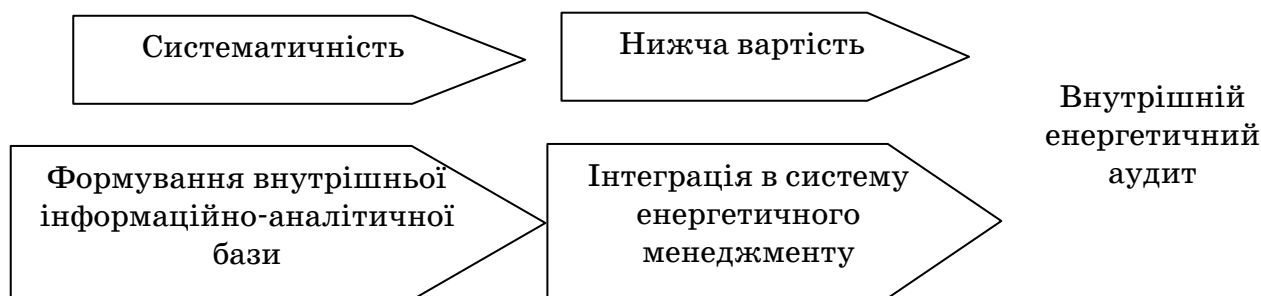 Систематичність
Нижча вартість
Формування внутрішньої
інформаційно-аналітичної
бази
Інтеграція в систему
енергетичного
менеджменту
Внутрішній
енергетичний
аудит